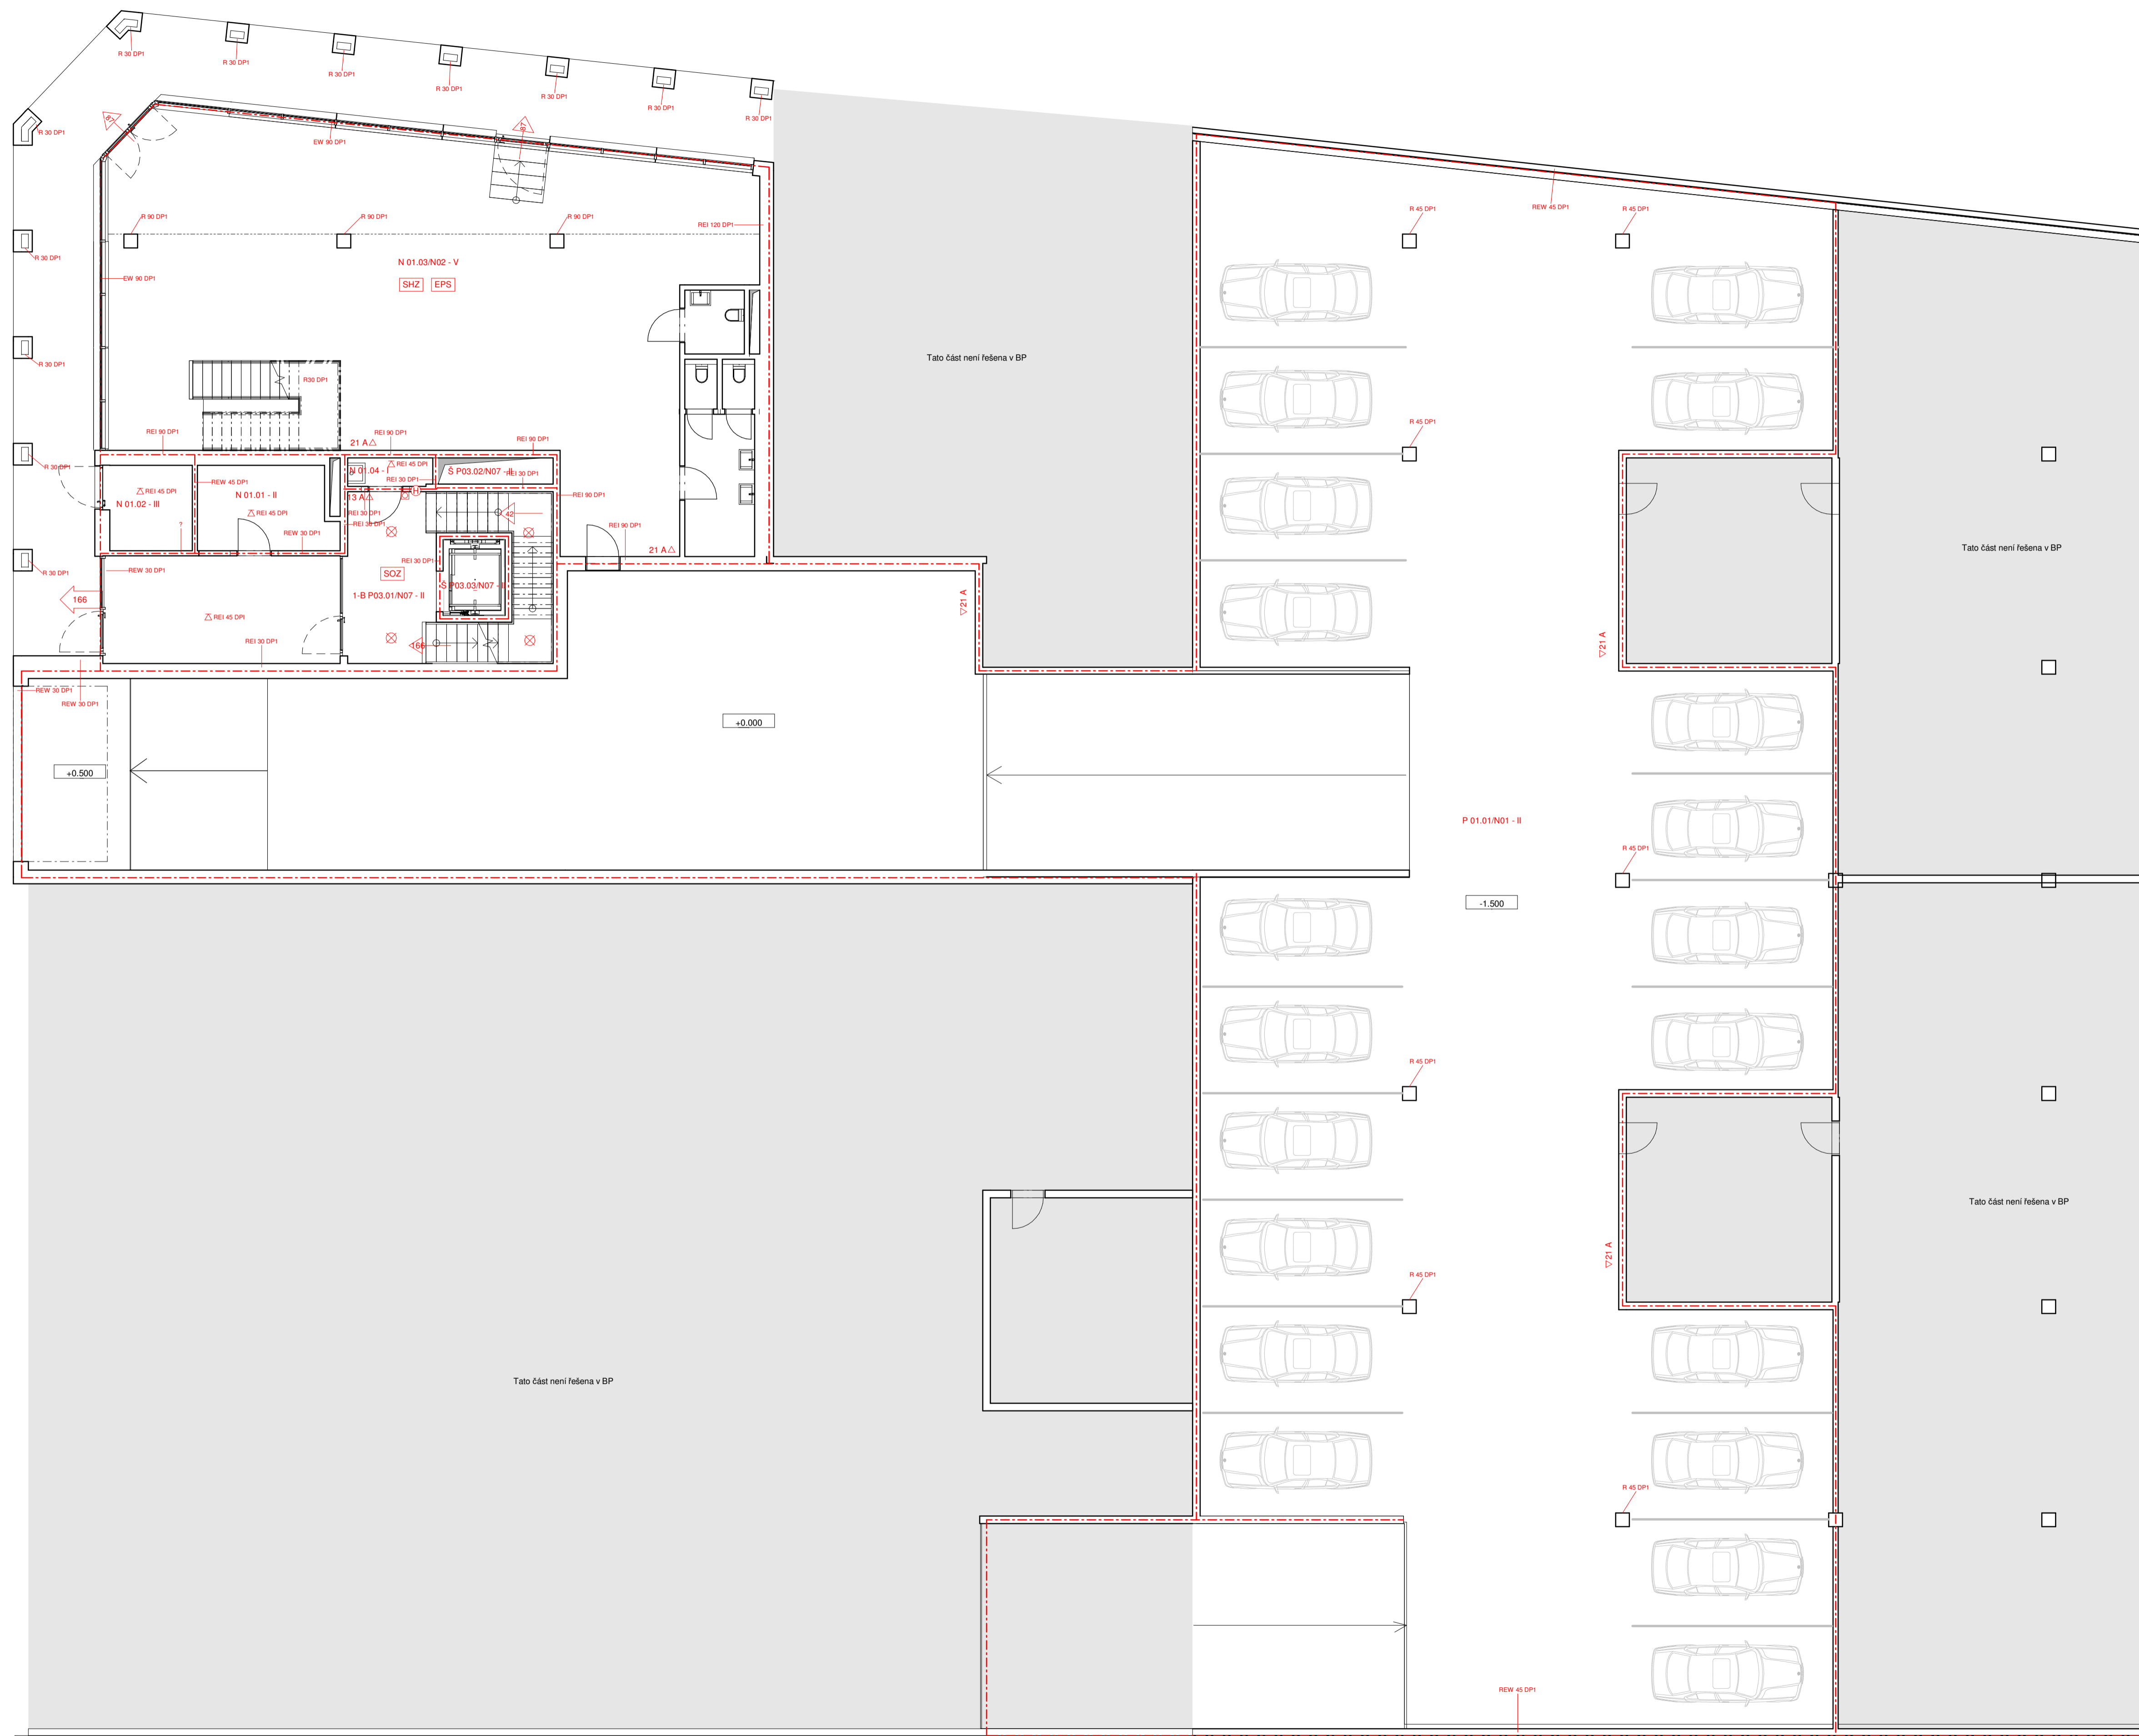 R 30 DP1
R 30 DP1
R 30 DP1
R 30 DP1
R 30 DP1
R 30 DP1
R 30 DP1
R 30 DP1
87
87
EW 90 DP1
R 90 DP1
R 90 DP1
R 90 DP1
REI 120 DP1
REW 45 DP1
R 45 DP1
R 45 DP1
R 30 DP1
N 01.03/N02 - V
EW 90 DP1
SHZ
EPS
R 30 DP1
Tato část není řešena v BP
R30 DP1
R 45 DP1
REI 90 DP1
REI 90 DP1
21 A
REI 90 DP1
R 30 DP1
REI 45 DPI
N 01.04 - I
Š P03.02/N07 - II
REI 30 DP1
REI 30 DP1
REW 45 DP1
REI 45 DPI
N 01.01 - II
N 01.02 - III
H
13 A
REI 90 DP1
REI 45 DPI
REI 30 DP1
42
?
REI 30 DP1
REI 90 DP1
REW 30 DP1
21 A
Tato část není řešena v BP
REI 30 DP1
REW 30 DP1
R 30 DP1
SOZ
Š P03.03/N07 - II
166
1-B P03.01/N07 - II
21 A
REI 45 DPI
REI 30 DP1
166
21 A
REW 30 DP1
REW 30 DP1
+0.000
+0.500
P 01.01/N01 - II
R 45 DP1
-1.500
R 45 DP1
Tato část není řešena v BP
21 A
R 45 DP1
Tato část není řešena v BP
R 45 DP1
REW 45 DP1